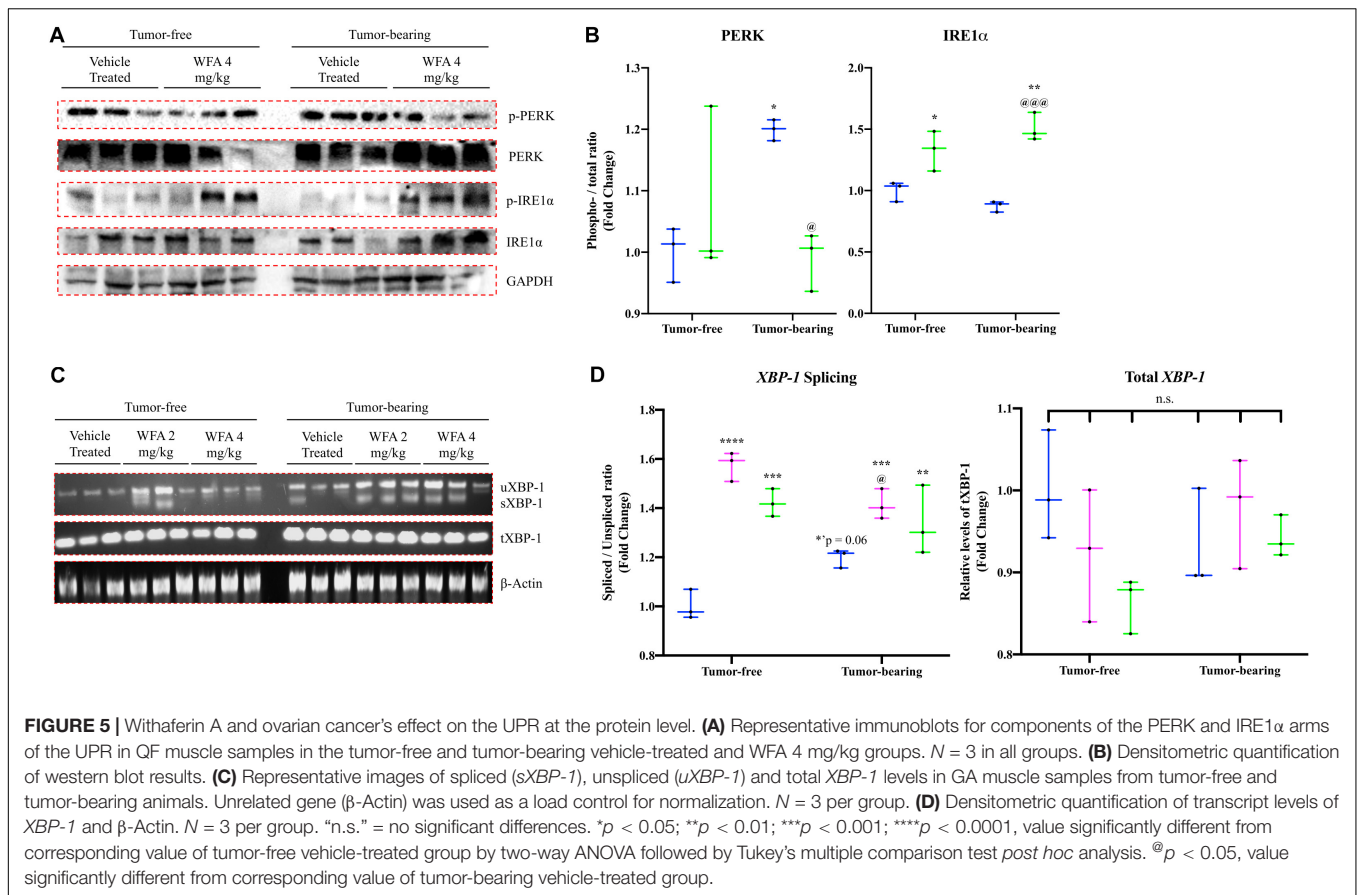 A
Tumor-free
Tumor-bearing
Vehicle
Treated
WFA 4
mg/kg
Vehicle
Treated
WFA 4
mg/kg
p-PERK
PERK
p-IRE1α
IRE1α
GAPDH
B
PERK
Phospho- / total ratio
(Fold Change)
1.3
1.2
1.1
1.0
0.9
*
@
Tumor-free
Tumor-bearing
IRE1α
2.0
1.5
1.0
0.5
0.0
*
**
@@@
Tumor-free
Tumor-bearing
C
Tumor-free
Tumor-bearing
Vehicle
Treated
WFA 2
mg/kg
WFA 4
mg/kg
Vehicle
Treated
WFA 2
mg/kg
WFA 4
mg/kg
uXBP-1
sXBP-1
tXBP-1
β-Actin
D
XBP-1 Splicing
Spliced / Unspliced ratio
(Fold Change)
1.8
1.6
1.4
1.2
1.0
0.8
****
***
*'p = 0.06
***
@
**
Tumor-free
Tumor-bearing
Total XBP-1
Relative levels of tXBP-1
(Fold Change)
1.1
1.0
0.9
0.8
n.s.
Tumor-free
Tumor-bearing
FIGURE 5 | Withaferin A and ovarian cancer's effect on the UPR at the protein level. (A) Representative immunoblots for components of the PERK and IRE1α arms
of the UPR in QF muscle samples in the tumor-free and tumor-bearing vehicle-treated and WFA 4 mg/kg groups. N = 3 in all groups. (B) Densitometric quantification
of western blot results. (C) Representative images of spliced (sXBP-1), unspliced (uXBP-1) and total XBP-1 levels in GA muscle samples from tumor-free and
tumor-bearing animals. Unrelated gene (β-Actin) was used as a load control for normalization. N = 3 per group. (D) Densitometric quantification of transcript levels of
XBP-1 and β-Actin. N = 3 per group. "n.s." = no significant differences. *p < 0.05; **p < 0.01; ***p < 0.001; ****p < 0.0001, value significantly different from
corresponding value of tumor-free vehicle-treated group by two-way ANOVA followed by Tukey's multiple comparison test post hoc analysis. @p < 0.05, value
significantly different from corresponding value of tumor-bearing vehicle-treated group.